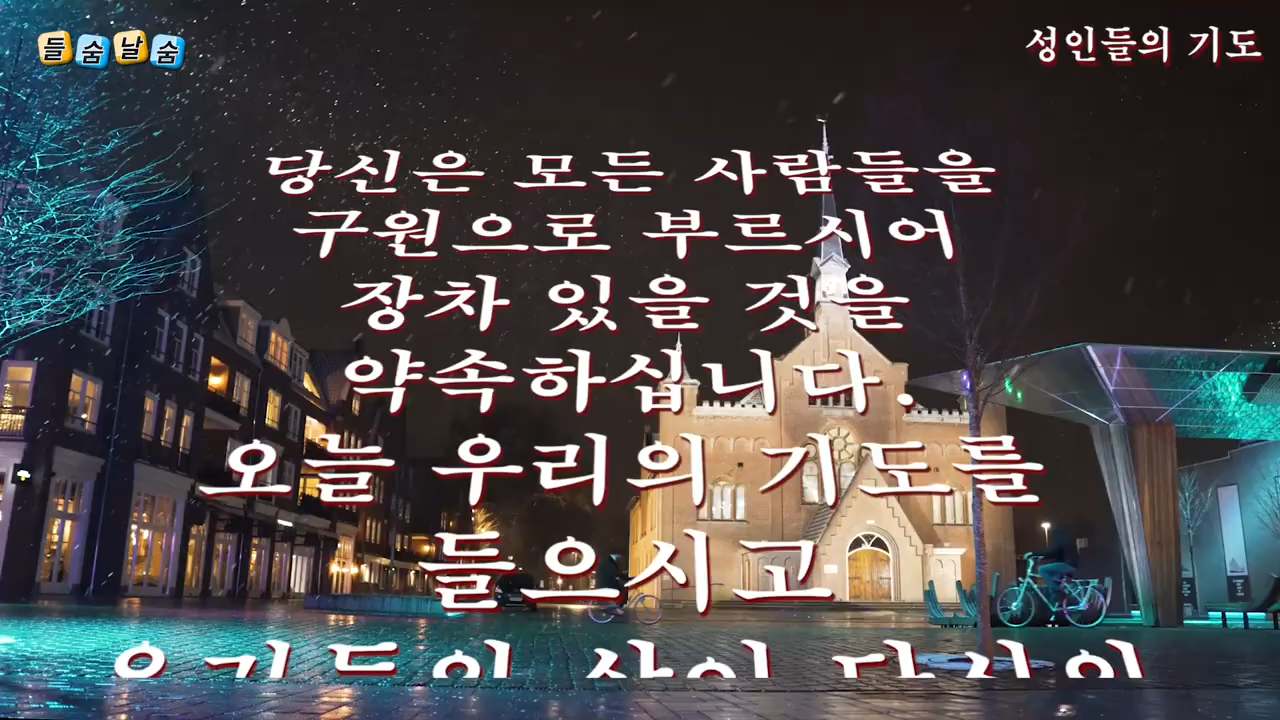 들숨날숨
성인들의 기도
당신은 모든 사람들을
구원으로 부르시어
장차 있을 것을
약속하십니다.
오늘 우리의 기도를
들으시고